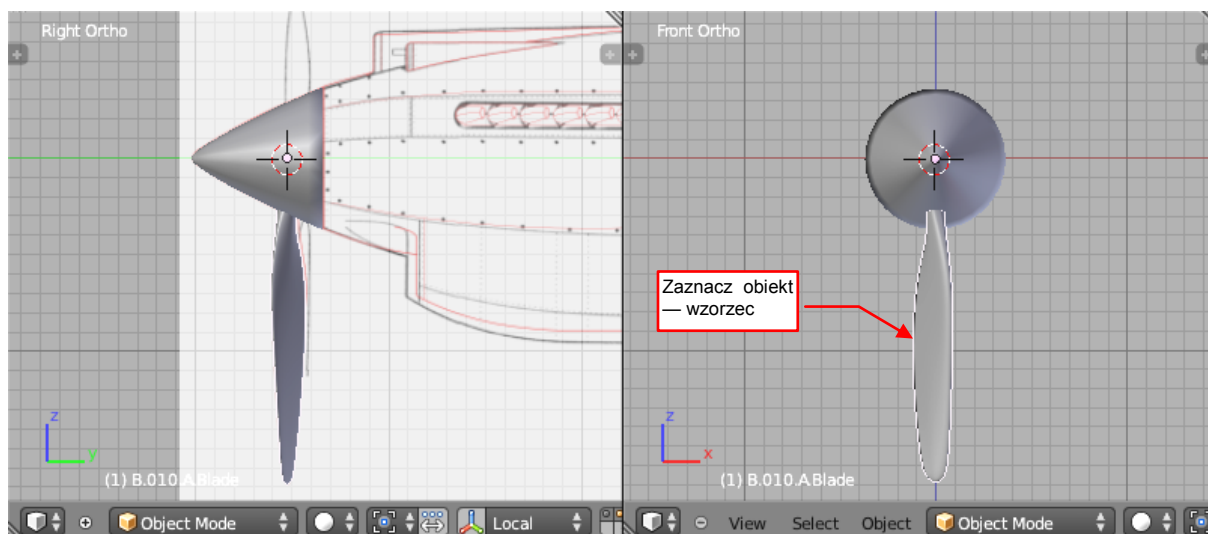 Right Ortho
Front Ortho
Zaznacz obiekt
— wzorzec
z
y
(1) B.010.A.Blade
z
x
(1) B.010.A.Blade
Object Mode
Local
View Select Object Object Mode